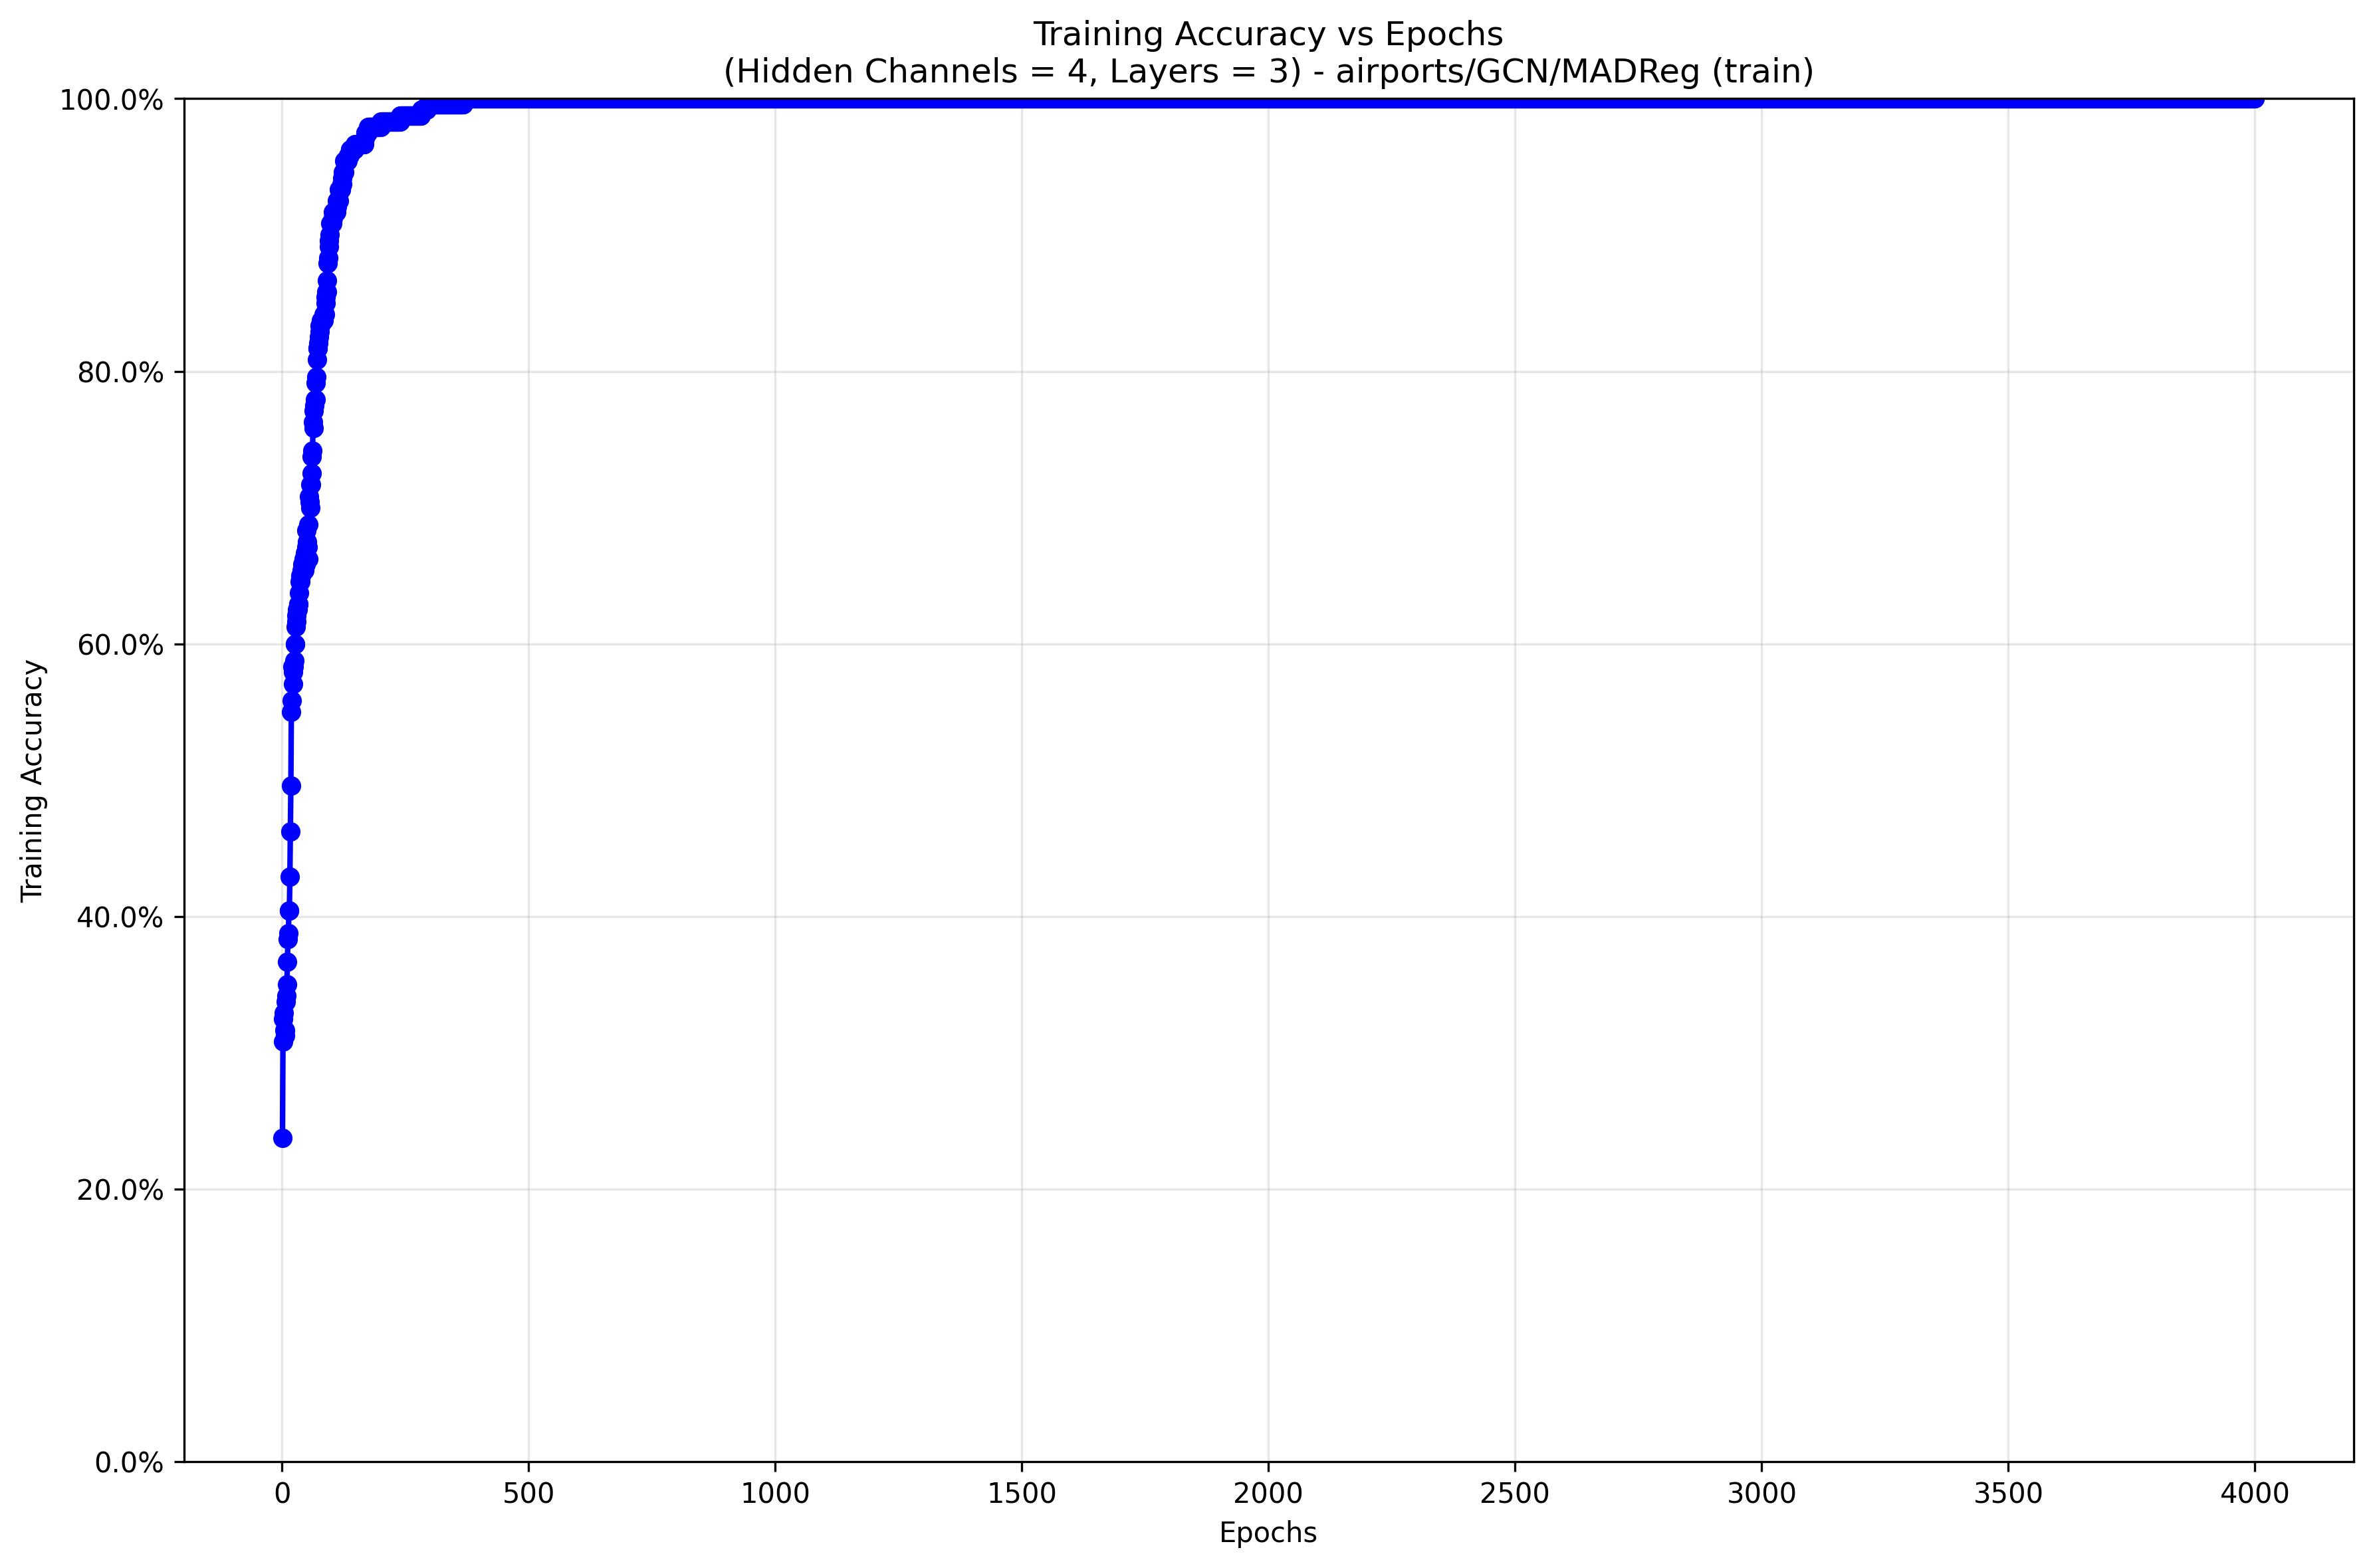 Training Accuracy vs Epochs
(Hidden Channels = 4, Layers = 3) - airports/GCN/MADReg (train)
100.0%
80.0%
60.0%
40.0%
20.0%
0.0%
Training Accuracy
0 500 1000 1500 2000 2500 3000 3500 4000
Epochs